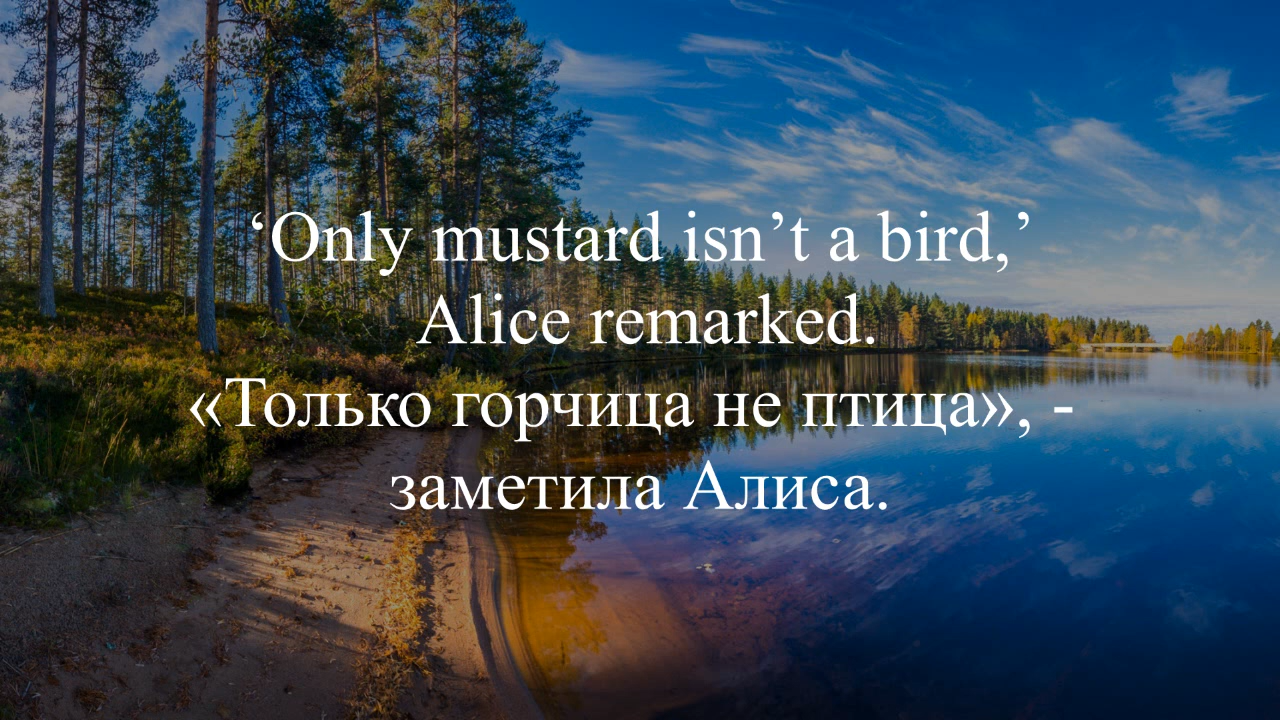 ‘Only mustard isn’t a bird,’
Alice remarked.
«Только горчица не птица», -
заметила Алиса.